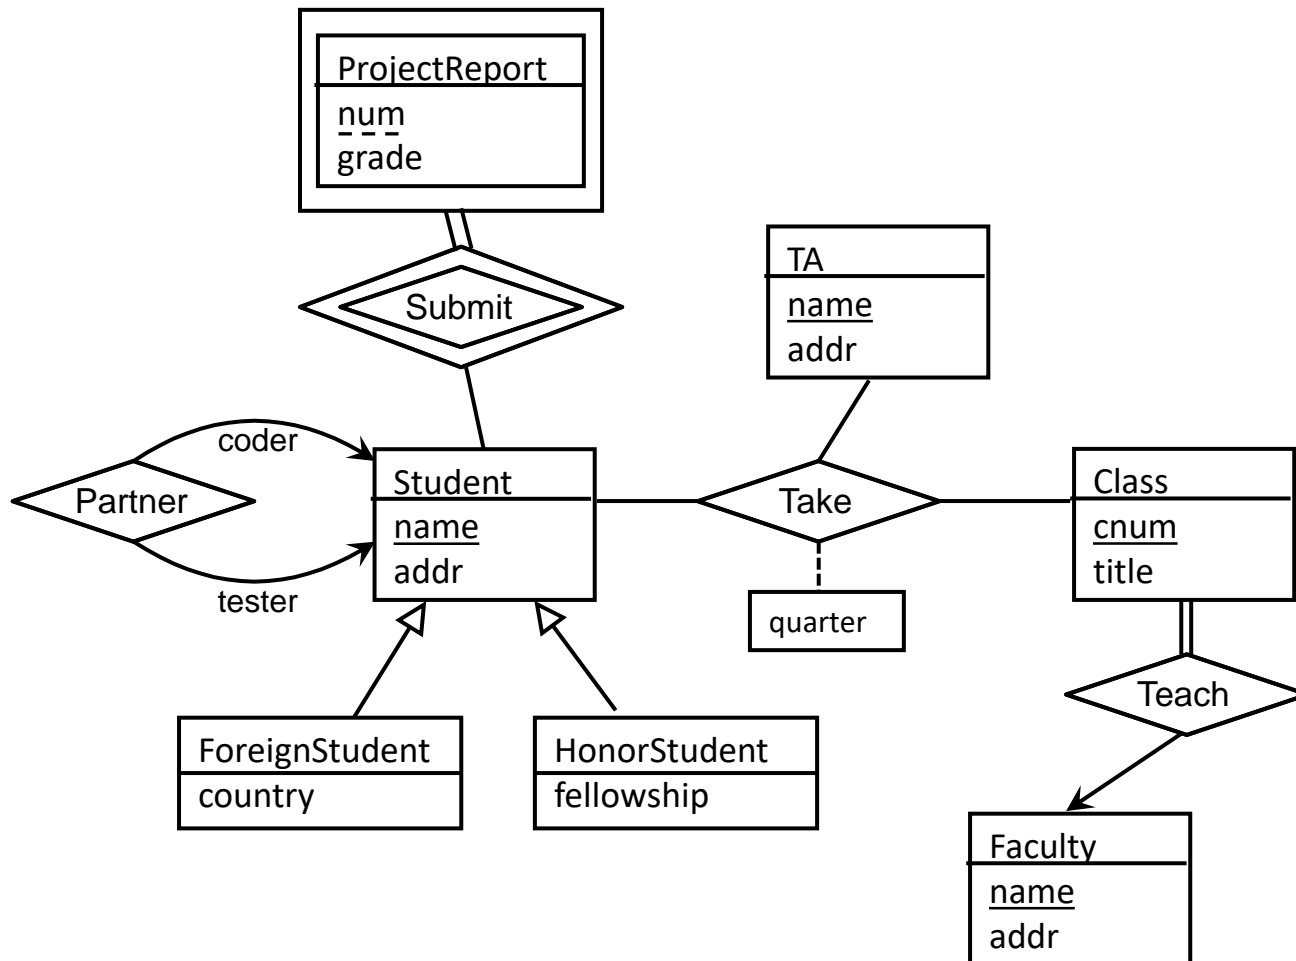 ProjectReport
num
grade
Submit
TA
name
addr
coder
Partner
tester
Student
name
addr
Take
quarter
Class
cnum
title
Teach
ForeignStudent
country
HonorStudent
fellowship
Faculty
name
addr